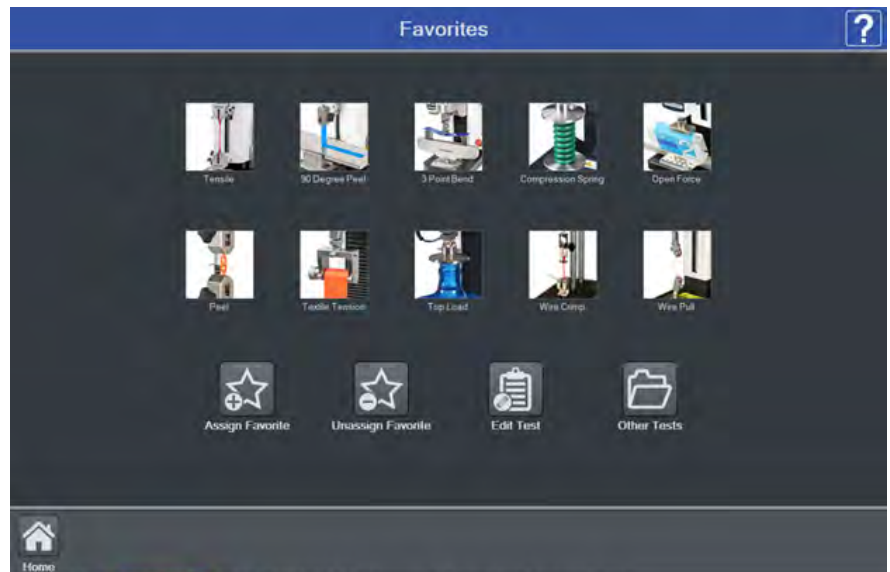 Favorites
?
Tensile
90 Degree Peel
3 Point Bend
Compression Spring
Open Force
Peel
Textile Tension
Top Load
Wire Crimp
Wire Pull
Assign Favorite
Unassign Favorite
Edit Test
Other Tests
Home